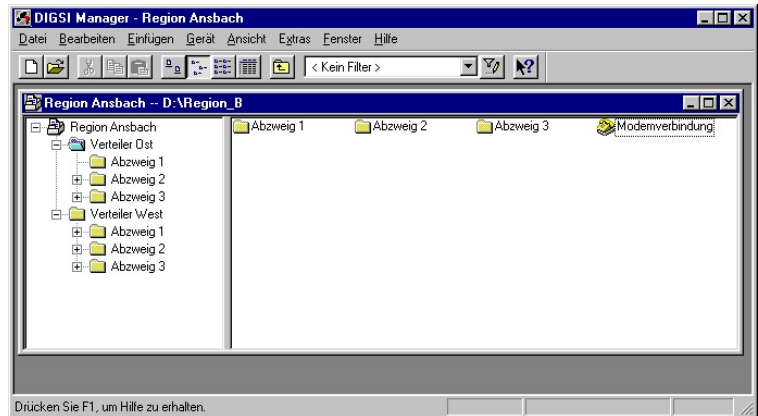 DIGSI Manager - Region Ansbach
Datei Bearbeiten Einfügen Gerät Ansicht Extras Fenster Hilfe
< Kein Filter >
Region Ansbach -- D:\Region_B
Region Ansbach
Verteiler Ost
Abzweig 1
Abzweig 2
Abzweig 3
Verteiler West
Abzweig 1
Abzweig 2
Abzweig 3
Abzweig 1 Abzweig 2 Abzweig 3 Modemverbindung
Drücken Sie F1, um Hilfe zu erhalten.